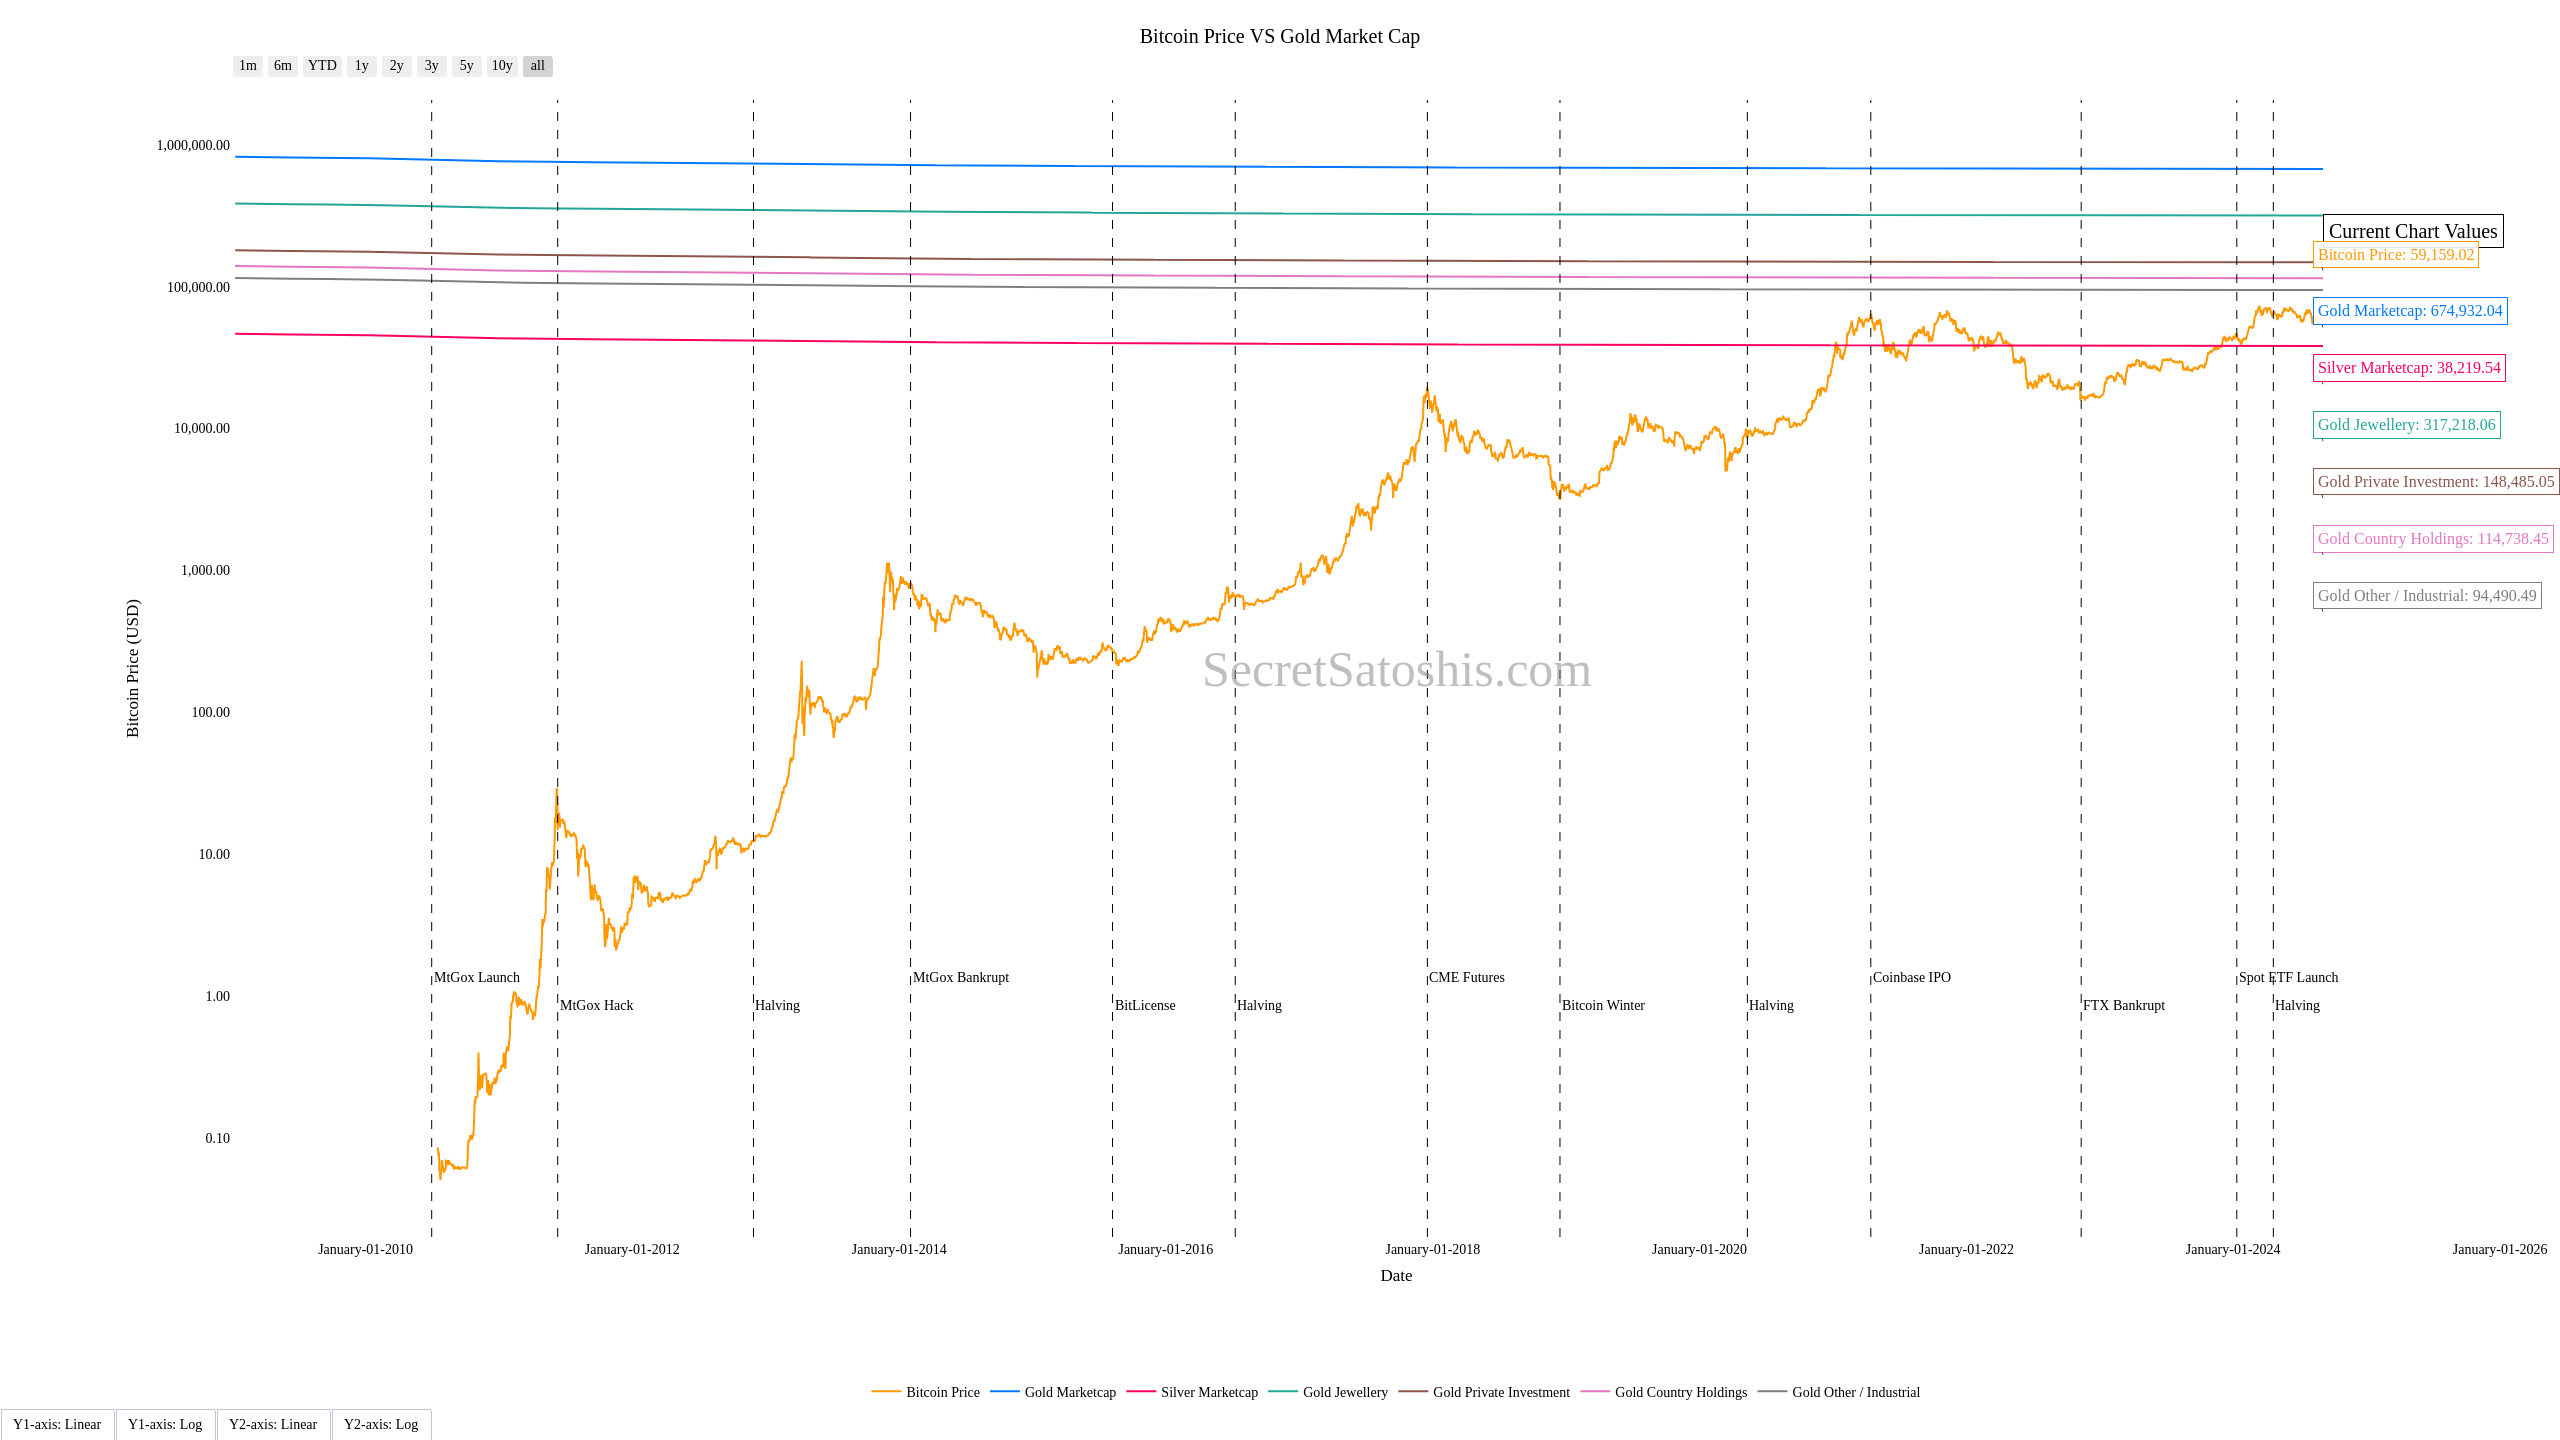 Bitcoin Price VS Gold Market Cap
1m 6m YTD 1y 2y 3y 5y 10y all
1,000,000.00
100,000.00
10,000.00
1,000.00
100.00
10.00
1.00
0.10
Bitcoin Price (USD)
Current Chart Values
Bitcoin Price: 59,159.02
Gold Marketcap: 674,932.04
Silver Marketcap: 38,219.54
Gold Jewellery: 317,218.06
Gold Private Investment: 148,485.05
Gold Country Holdings: 114,738.45
Gold Other / Industrial: 94,490.49
SecretSatoshis.com
MtGox Launch
MtGox Hack
Halving
MtGox Bankrupt
BitLicense
Halving
CME Futures
Bitcoin Winter
Halving
Coinbase IPO
FTX Bankrupt
Spot ETF Launch
Halving
January-01-2010 January-01-2012 January-01-2014 January-01-2016 January-01-2018 January-01-2020 January-01-2022 January-01-2024 January-01-2026
Date
Bitcoin Price Gold Marketcap Silver Marketcap Gold Jewellery Gold Private Investment Gold Country Holdings Gold Other / Industrial
Y1-axis: Linear Y1-axis: Log Y2-axis: Linear Y2-axis: Log